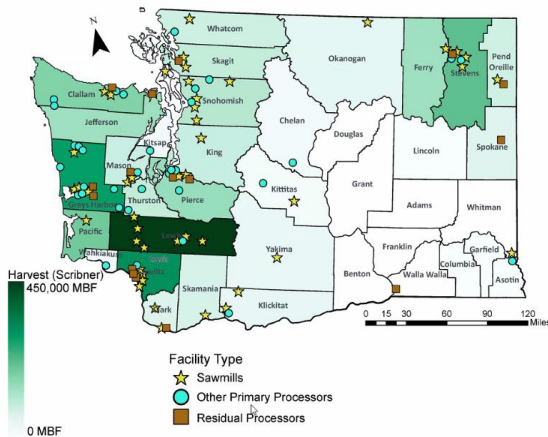 Whatcom
Okanogan
Skagit
Ferry
Stevens
Pend
Oreille
Clallam
Snohomish
Chelan
Jefferson
Douglas
Kitsap
King
Lincoln
Spokane
Mason
Grays Harbor
Kittitas
Grant
Thurston
Pierce
Adams
Whitman
Pacific
Lewis
Yakima
Franklin
Garfield
Wahkiakum
Columbia
Benton
Walla Walla
Asotin
Skamania
Klickitat
Harvest (Scribner)
450,000 MBF
0 MBF
0 15 30 60 90 120
Miles
Facility Type
Sawmills
Other Primary Processors
Residual Processors